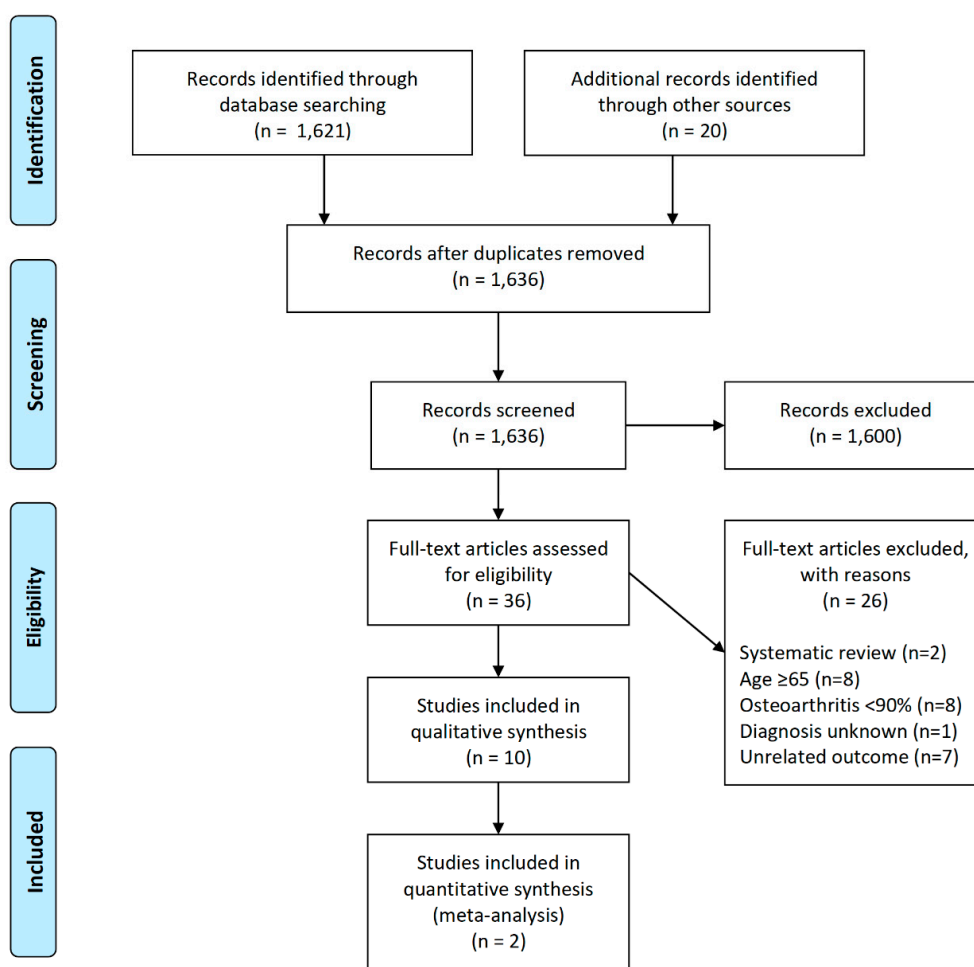 Identification
Records identified through
database searching
(n = 1,621)
Additional records identified
through other sources
(n = 20)
Records after duplicates removed
(n = 1,636)
Screening
Records screened
(n = 1,636)
Records excluded
(n = 1,600)
Eligibility
Full-text articles assessed
for eligibility
(n = 36)
Full-text articles excluded,
with reasons
(n = 26)
Systematic review (n=2)
Age ≥65 (n=8)
Osteoarthritis <90% (n=8)
Diagnosis unknown (n=1)
Unrelated outcome (n=7)
Studies included in
qualitative synthesis
(n = 10)
Included
Studies included in
quantitative synthesis
(meta-analysis)
(n = 2)